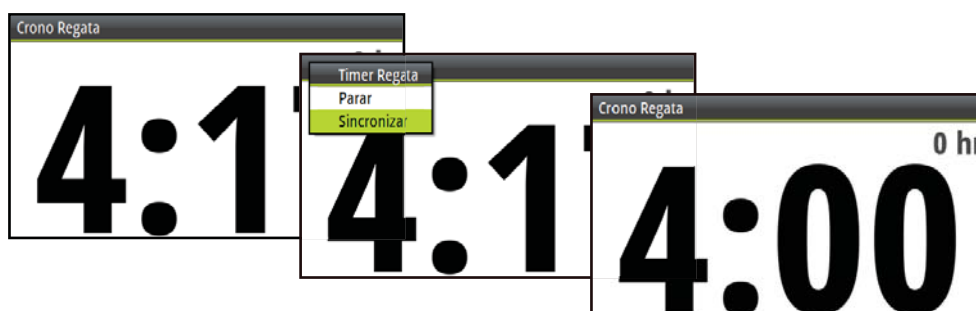 Crono Regata
4:1
Timer Regata
Parar
Sincronizar
4:1
Crono Regata
0 hr
4:00